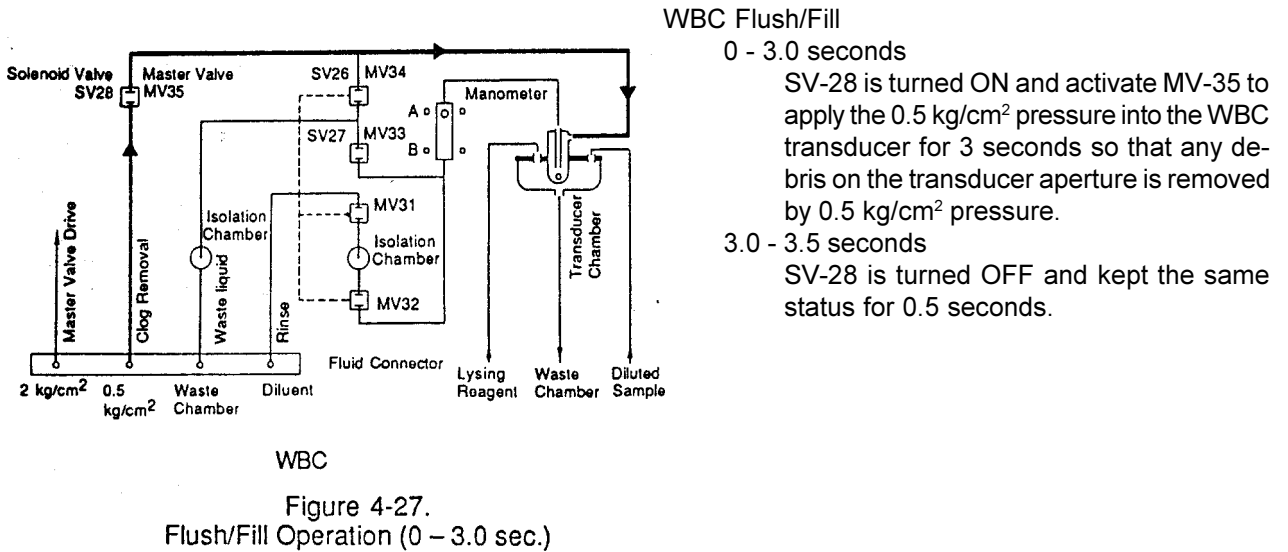 WBC Flush/Fill
0 - 3.0 seconds
SV-28 is turned ON and activate MV-35 to
apply the 0.5 kg/cm² pressure into the WBC
transducer for 3 seconds so that any de-
bris on the transducer aperture is removed
by 0.5 kg/cm² pressure.
3.0 - 3.5 seconds
SV-28 is turned OFF and kept the same
status for 0.5 seconds.
Solenoid Valve
SV28
Master Valve
MV35
SV26
MV34
SV27
MV33
A
B
Manometer
MV31
Isolation
Chamber
Isolation
Chamber
MV32
Master Valve Drive
Clog Removal
Waste liquid
Rinse
Transducer
Chamber
Fluid Connector
2 kg/cm²
0.5
kg/cm²
Waste
Chamber
Diluent
Lysing
Reagent
Waste
Chamber
Diluted
Sample
WBC
Figure 4-27.
Flush/Fill Operation (0 – 3.0 sec.)